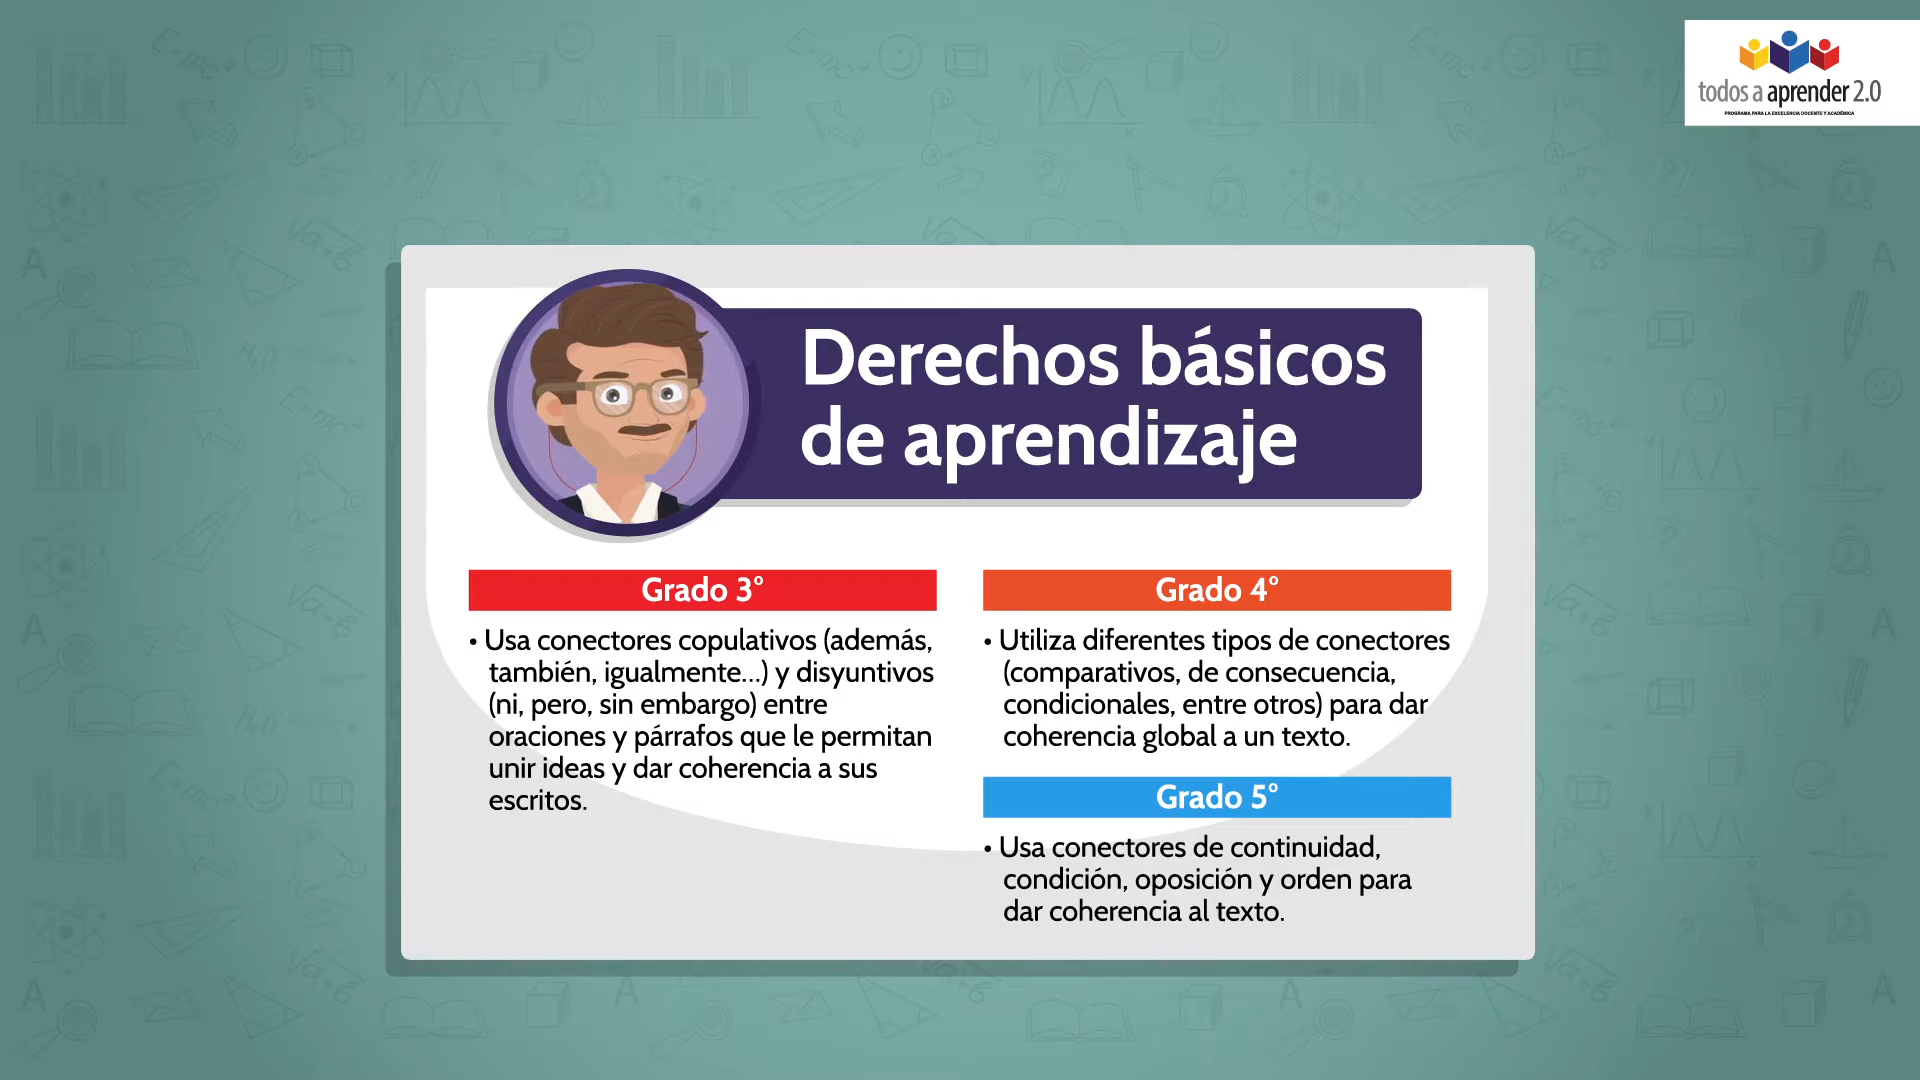 todos a aprender 2.0
PROGRAMA PARA LA EXCELENCIA DOCENTE Y ACADÉMICA
Derechos básicos
de aprendizaje
Grado 3°
• Usa conectores copulativos (además,
también, igualmente...) y disyuntivos
(ni, pero, sin embargo) entre
oraciones y párrafos que le permitan
unir ideas y dar coherencia a sus
escritos.
Grado 4°
• Utiliza diferentes tipos de conectores
(comparativos, de consecuencia,
condicionales, entre otros) para dar
coherencia global a un texto.
Grado 5°
• Usa conectores de continuidad,
condición, oposición y orden para
dar coherencia al texto.